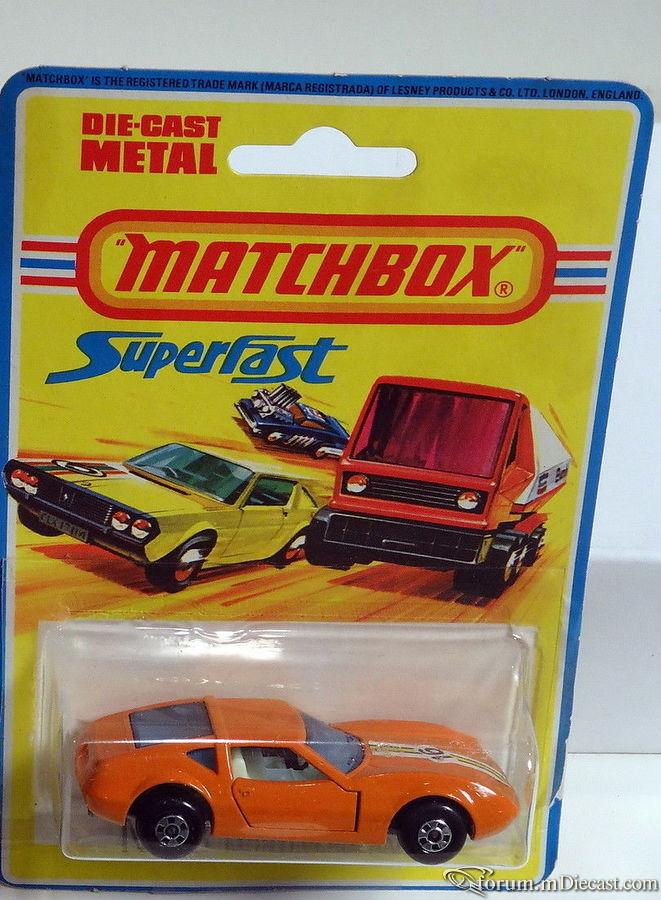 "MATCHBOX' IS THE REGISTERED TRADE MARK (MARCA REGISTRADA) OF LESNEY PRODUCTS & CO. LTD. LONDON, ENGLAND.
DIE-CAST
METAL
"MATCHBOX"®
Superfast
forum.mDiecast.com